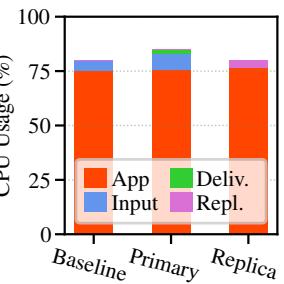 100
75
50
25
0
CPU Usage (%)
App
Deliv.
Input
Repl.
Baseline
Primary
Replica